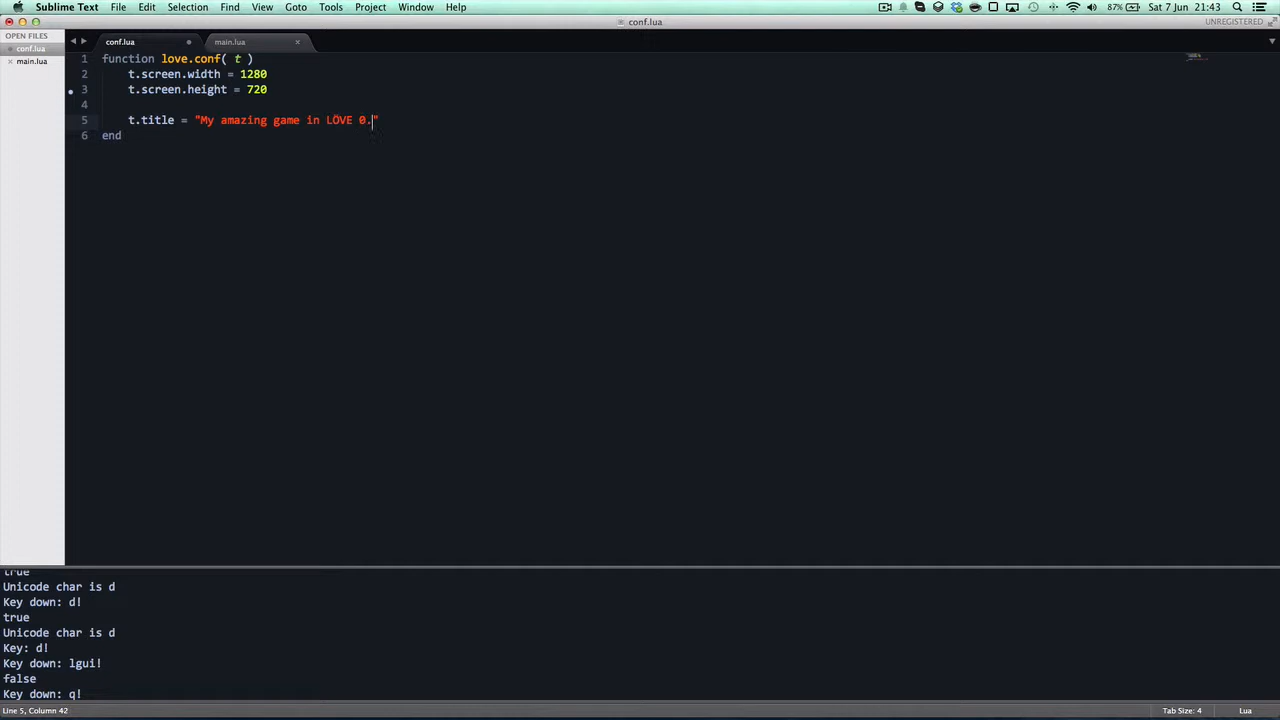 Sublime Text File Edit Selection Find View Goto Tools Project Window Help 87% Sat 7 Jun 21:43
conf.lua
UNREGISTERED
OPEN FILES
conf.lua
main.lua
conf.lua main.lua
1 function love.conf( t )
2 t.screen.width = 1280
3 t.screen.height = 720
4
5 t.title = "My amazing game in LÖVE 0."
6 end
true
Unicode char is d
Key down: d!
true
Unicode char is d
Key: d!
Key down: lgui!
false
Key down: q!
Line 5, Column 42 Tab Size: 4 Lua